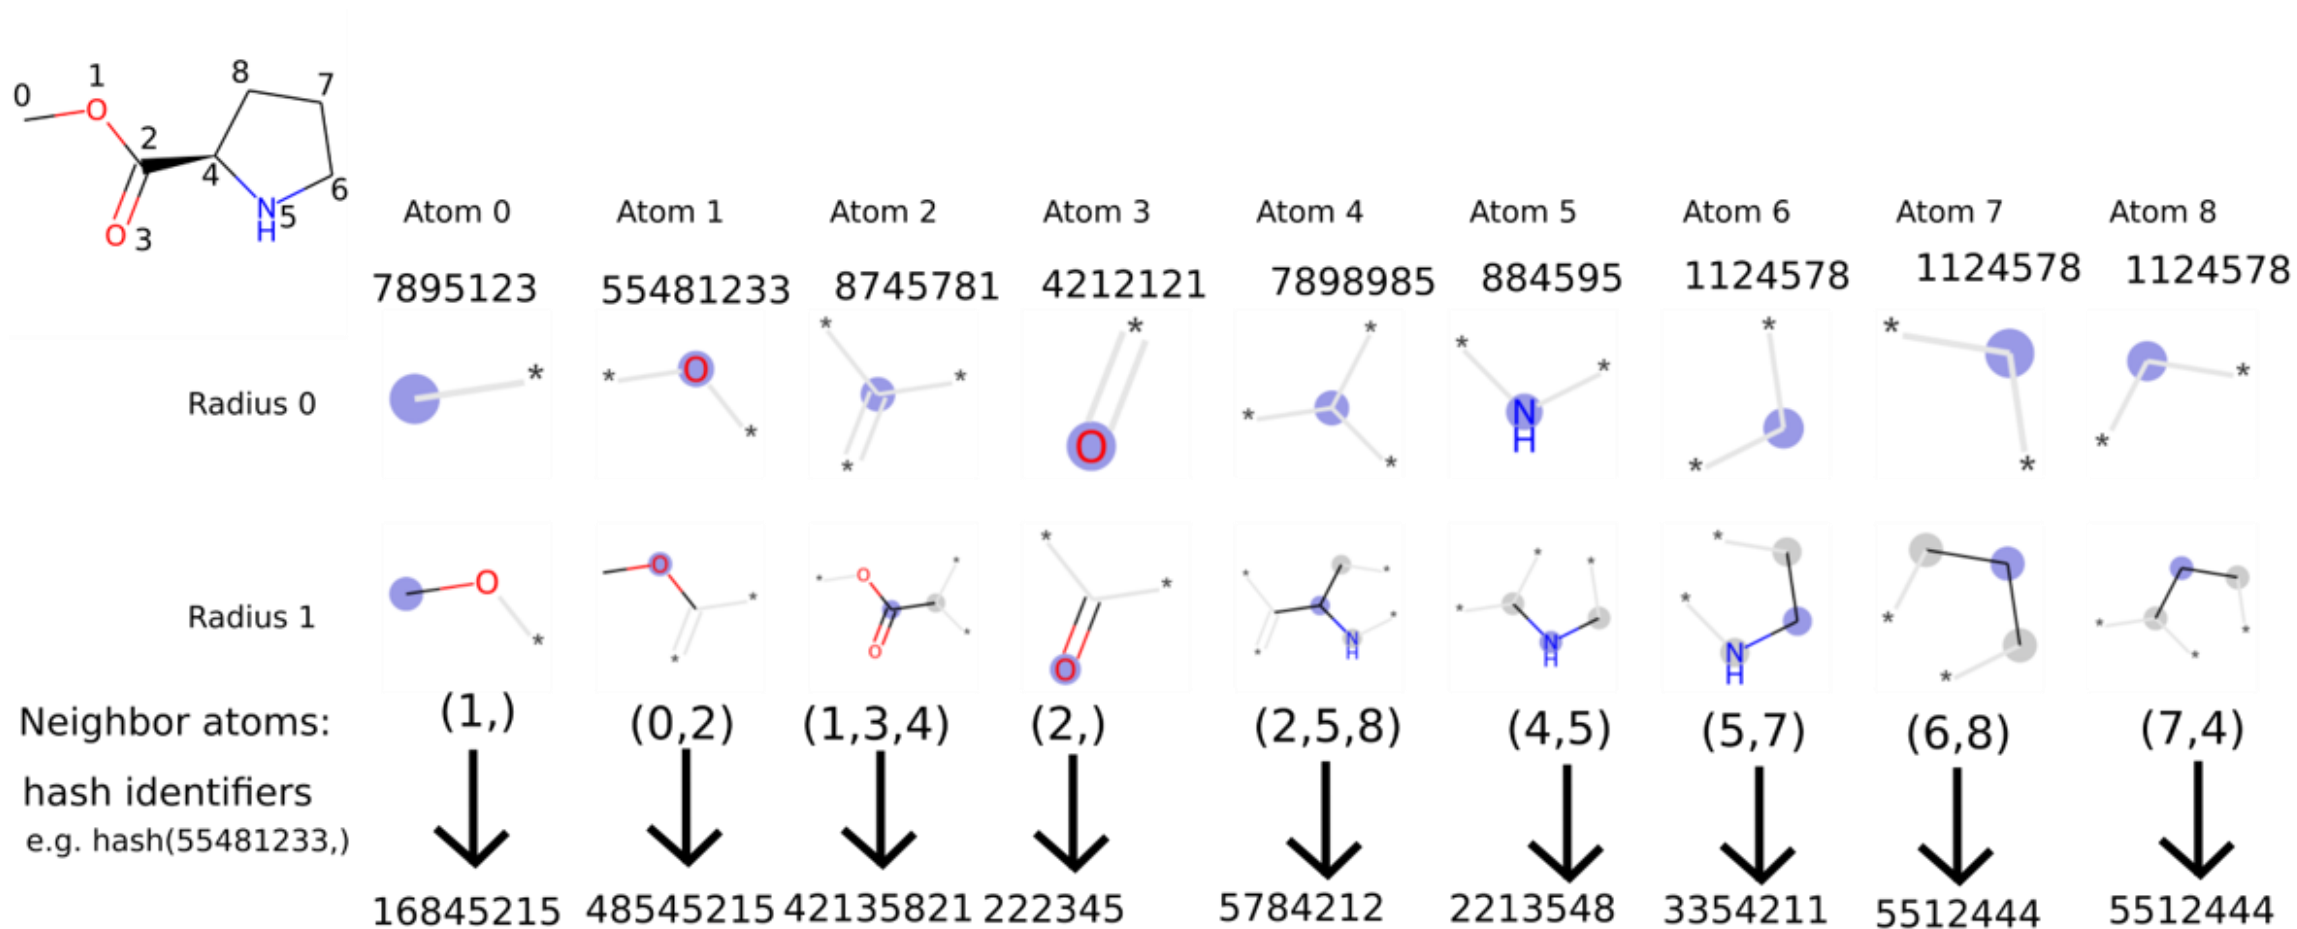 0 1 2 3 4 5 6 7 8
O O N H
Atom 0 Atom 1 Atom 2 Atom 3 Atom 4 Atom 5 Atom 6 Atom 7 Atom 8
7895123 55481233 8745781 4212121 7898985 884595 1124578 1124578 1124578
Radius 0
* * * * * * O * * * * * * * N H * * * * * * *
Radius 1
O * O * * O O * * * O * * N H * * * * N H * * * N H * * * * * *
Neighbor atoms: (1,) (0,2) (1,3,4) (2,) (2,5,8) (4,5) (5,7) (6,8) (7,4)
hash identifiers
e.g. hash(55481233,)
16845215 48545215 42135821 222345 5784212 2213548 3354211 5512444 5512444